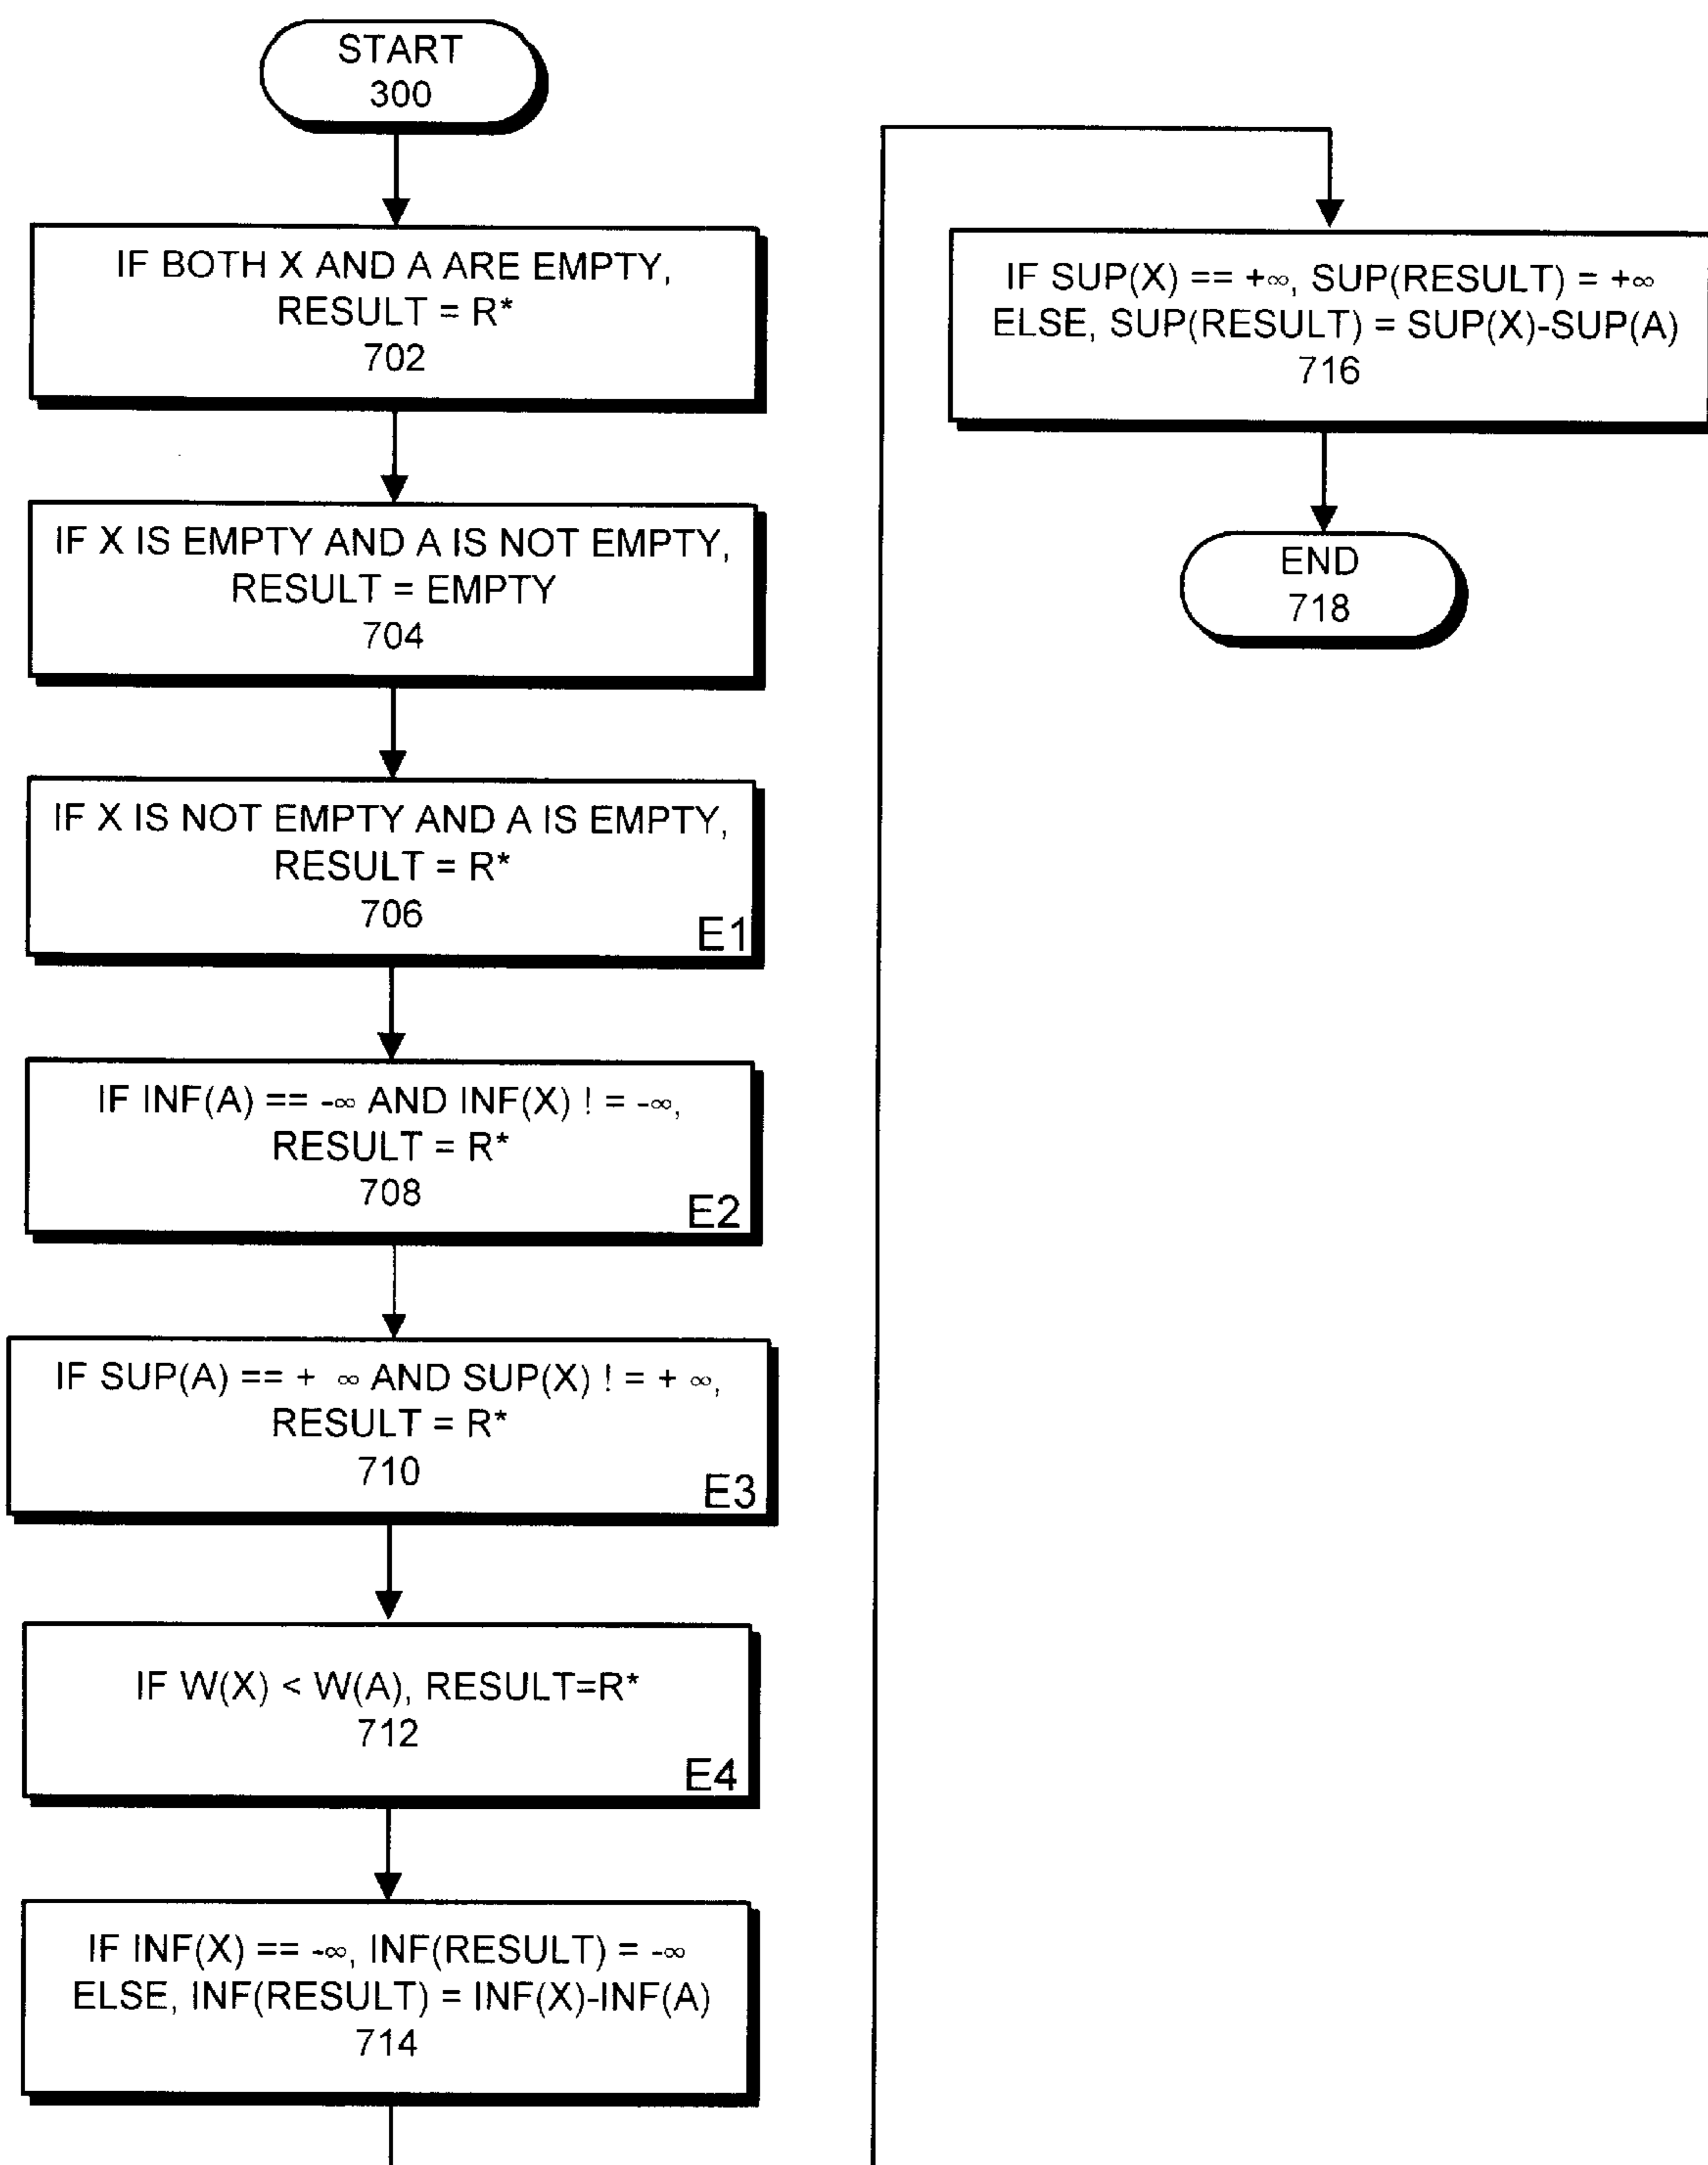 START
300
IF BOTH X AND A ARE EMPTY,
RESULT = R*
702
IF X IS EMPTY AND A IS NOT EMPTY,
RESULT = EMPTY
704
IF X IS NOT EMPTY AND A IS EMPTY,
RESULT = R*
706
E1
IF INF(A) == -∞ AND INF(X) ! = -∞,
RESULT = R*
708
E2
IF SUP(A) == + ∞ AND SUP(X) ! = + ∞,
RESULT = R*
710
E3
IF W(X) < W(A), RESULT=R*
712
E4
IF INF(X) == -∞, INF(RESULT) = -∞
ELSE, INF(RESULT) = INF(X)-INF(A)
714
IF SUP(X) == +∞, SUP(RESULT) = +∞
ELSE, SUP(RESULT) = SUP(X)-SUP(A)
716
END
718